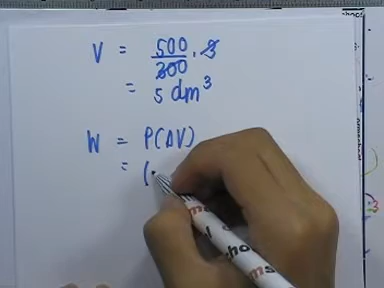 V = 500/300 · 3
= 5 dm³
W = P(ΔV)
= (